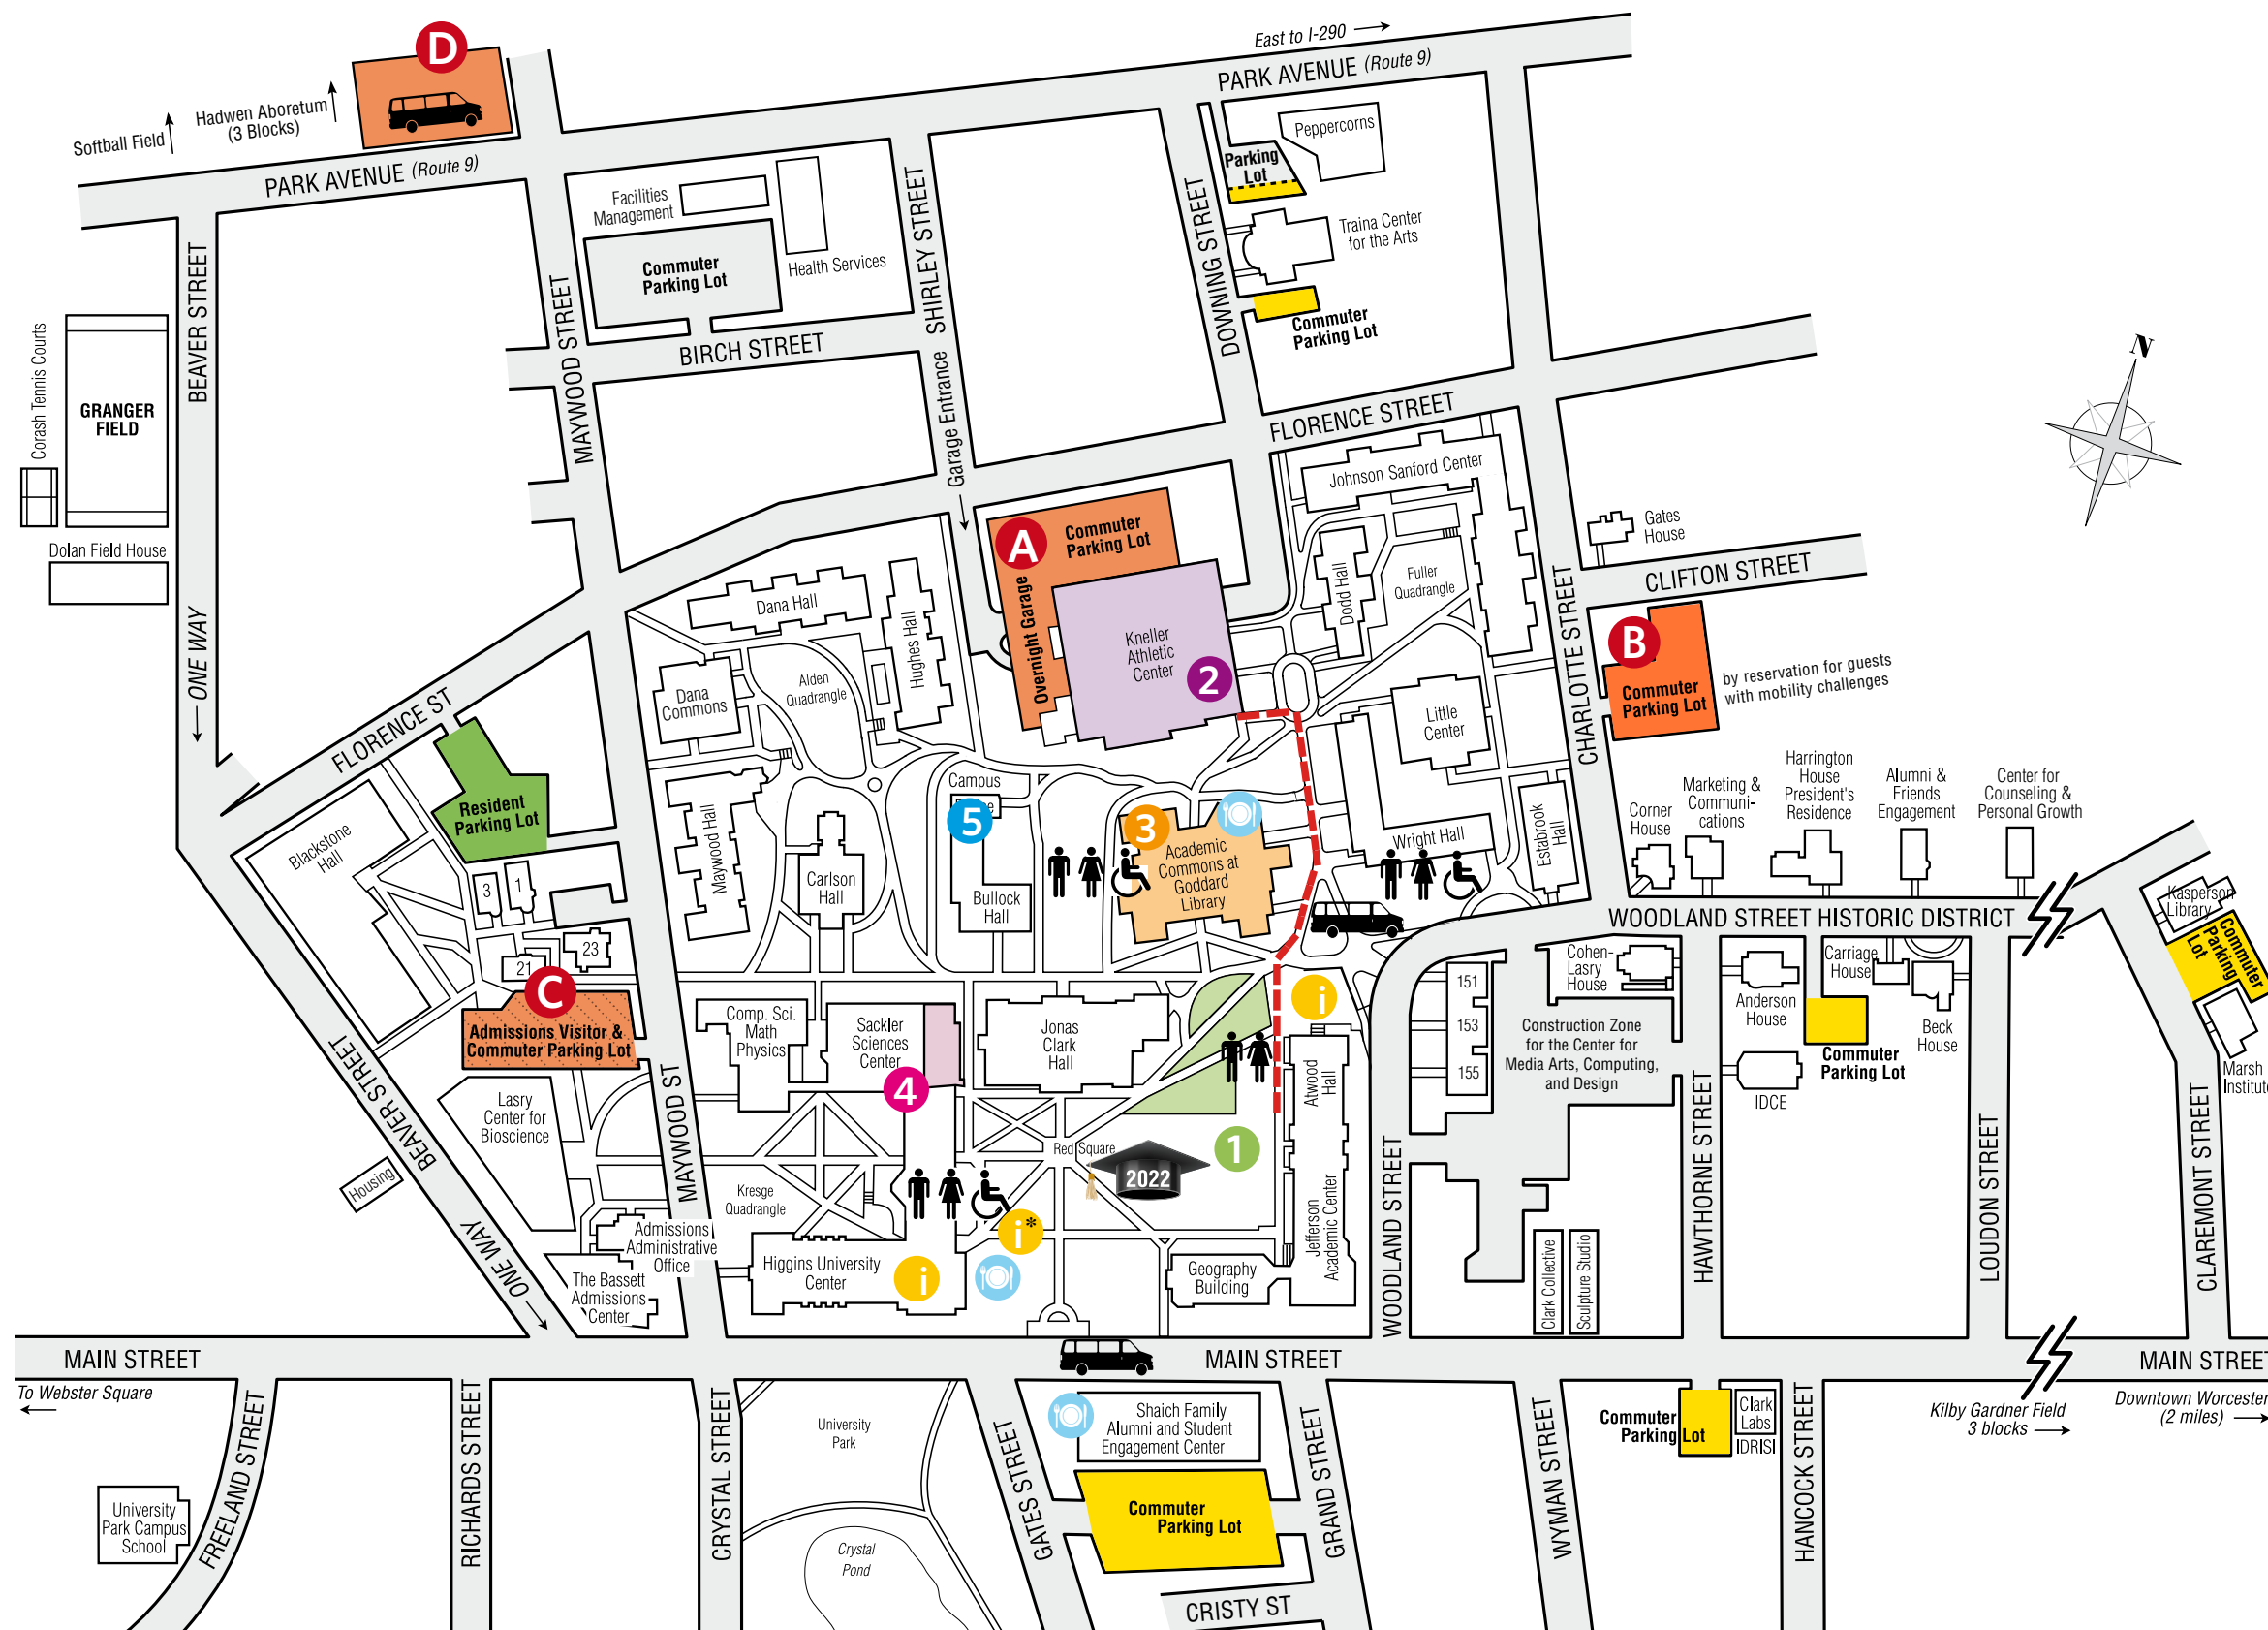 D
East to I-290
PARK AVENUE (Route 9)
Softball Field
Hadwen Aboretum
(3 Blocks)
PARK AVENUE (Route 9)
Facilities
Management
Commuter
Parking Lot
Health Services
SHIRLEY STREET
Garage Entrance
BIRCH STREET
Peppercorns
Parking
Lot
Traina Center
for the Arts
DOWNING STREET
Commuter
Parking Lot
N
BEAVER STREET
ONE WAY
MAYWOOD STREET
Corash Tennis Courts
GRANGER
FIELD
Dolan Field House
FLORENCE STREET
Johnson Sanford Center
Gates
House
CLIFTON STREET
A
Commuter
Parking Lot
Overnight Garage
Kneller
Athletic
Center
2
Dodd Hall
Fuller
Quadrangle
CHARLOTTE STREET
B
Commuter
Parking Lot
by reservation for guests
with mobility challenges
Dana Hall
Hughes Hall
Alden
Quadrangle
Dana
Commons
Little
Center
FLORENCE ST
Resident
Parking Lot
Blackstone
Hall
Maywood Hall
Carlson
Hall
Campus
5
Bullock
Hall
3
Academic
Commons at
Goddard
Library
Wright Hall
Estabrook
Hall
Corner
House
Marketing &
Communi-
cations
Harrington
House
President's
Residence
Alumni &
Friends
Engagement
Center for
Counseling &
Personal Growth
WOODLAND STREET HISTORIC DISTRICT
Kasperson
Library
Commuter
Parking
Lot
Marsh
3
1
23
21
C
Admissions Visitor &
Commuter Parking Lot
Comp. Sci.
Math
Physics
Sackler
Sciences
Center
4
Jonas
Clark
Hall
i
Atwood
Hall
151
153
155
Cohen-
Lasry
House
Construction Zone
for the Center for
Media Arts, Computing,
and Design
Anderson
House
Carriage
House
Beck
House
Commuter
Parking Lot
IDCE
BEAVER STREET
ONE WAY
Lasry
Center for
Bioscience
Housing
MAYWOOD ST
Kresge
Quadrangle
Red Square
2022
1
i*
Admissions
Administrative
Office
The Bassett
Admissions
Center
Higgins University
Center
i
Geography
Building
Jefferson
Academic Center
WOODLAND STREET
Clark Collective
Sculpture Studio
HAWTHORNE STREET
LOUDON STREET
CLAREMONT STREET
MAIN STREET
MAIN STREET
MAIN STREET
To Webster Square
FREELAND STREET
RICHARDS STREET
CRYSTAL STREET
University
Park
Crystal
Pond
GATES STREET
Shaich Family
Alumni and Student
Engagement Center
Commuter
Parking Lot
GRAND STREET
CRISTY ST
WYMAN STREET
Commuter
Parking Lot
Clark
Labs
IDRISI
HANCOCK STREET
Kilby Gardner Field
3 blocks
Downtown Worcester
(2 miles)
University
Park Campus
School